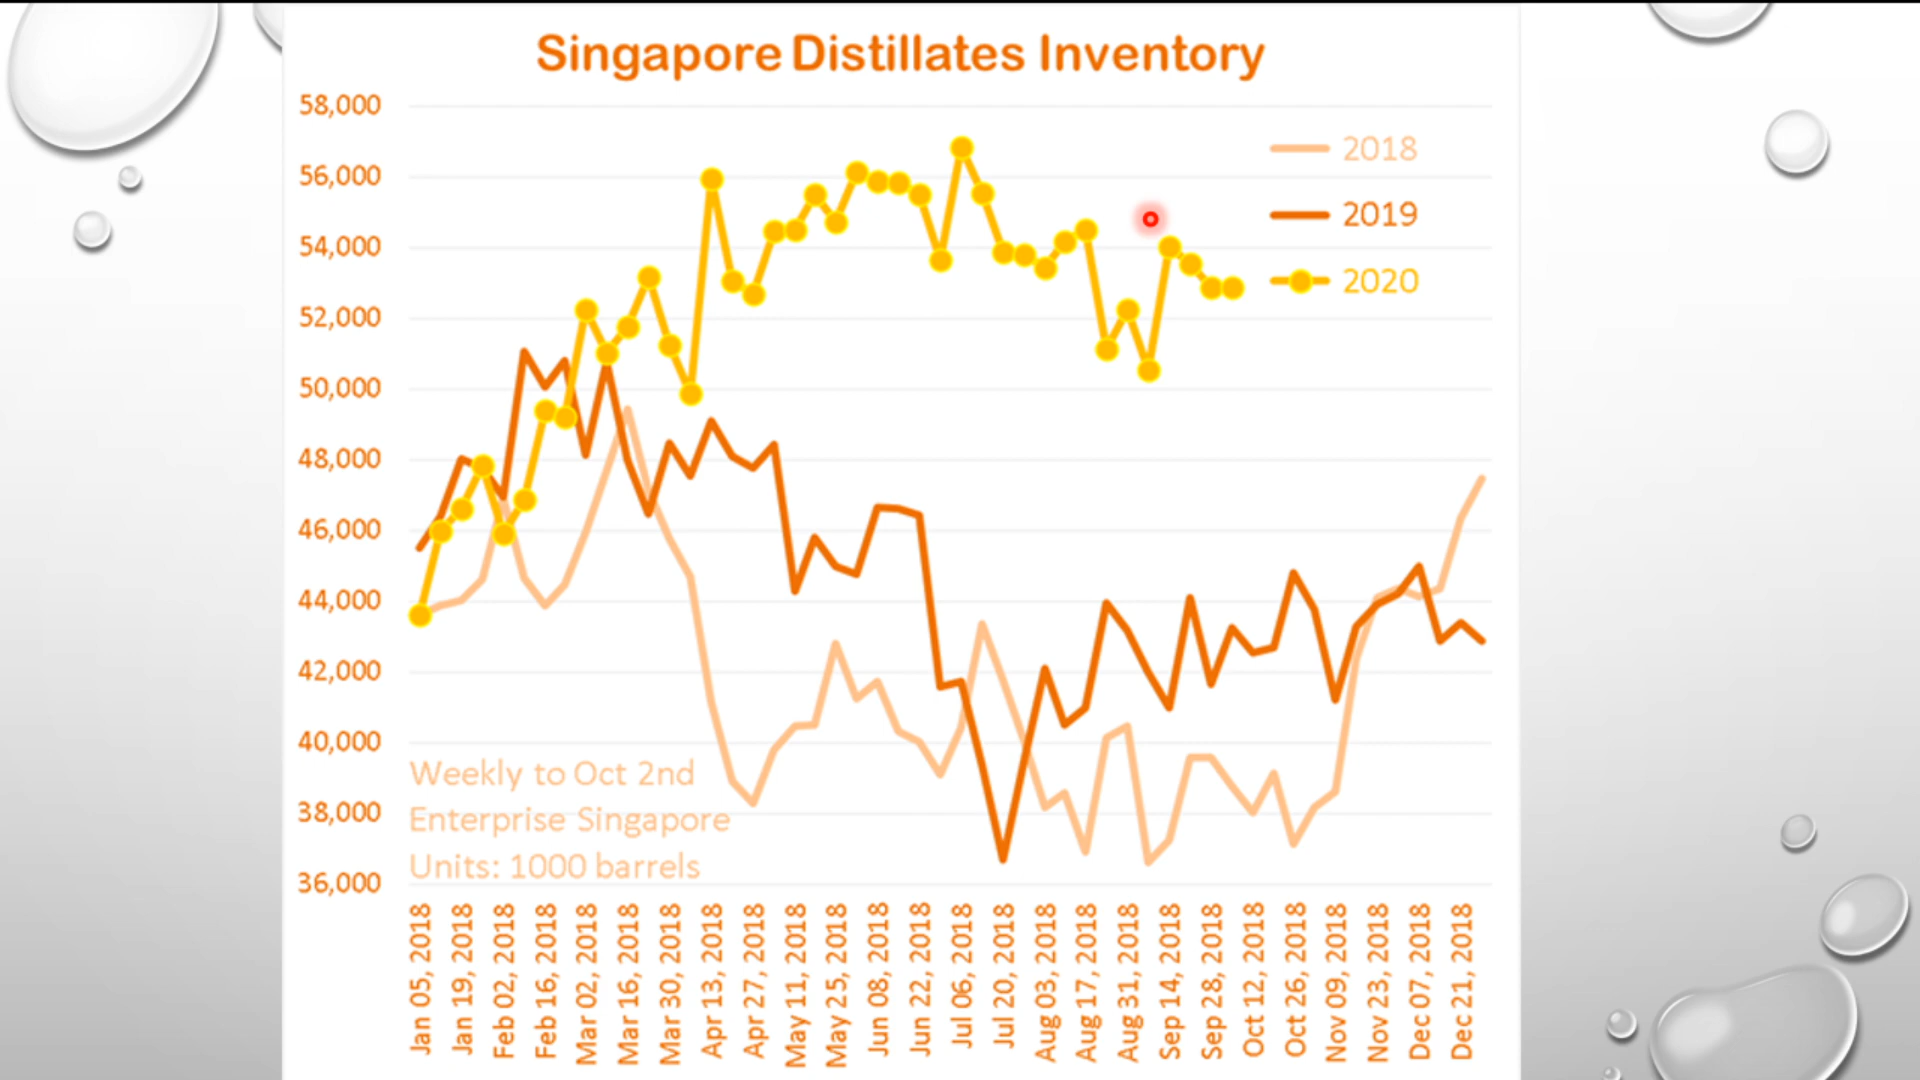 Singapore Distillates Inventory
58,000
56,000
54,000
52,000
50,000
48,000
46,000
44,000
42,000
40,000
38,000
36,000
2018
2019
2020
Weekly to Oct 2nd
Enterprise Singapore
Units: 1000 barrels
Jan 05, 2018
Jan 19, 2018
Feb 02, 2018
Feb 16, 2018
Mar 02, 2018
Mar 16, 2018
Mar 30, 2018
Apr 13, 2018
Apr 27, 2018
May 11, 2018
May 25, 2018
Jun 08, 2018
Jun 22, 2018
Jul 06, 2018
Jul 20, 2018
Aug 03, 2018
Aug 17, 2018
Aug 31, 2018
Sep 14, 2018
Sep 28, 2018
Oct 12, 2018
Oct 26, 2018
Nov 09, 2018
Nov 23, 2018
Dec 07, 2018
Dec 21, 2018